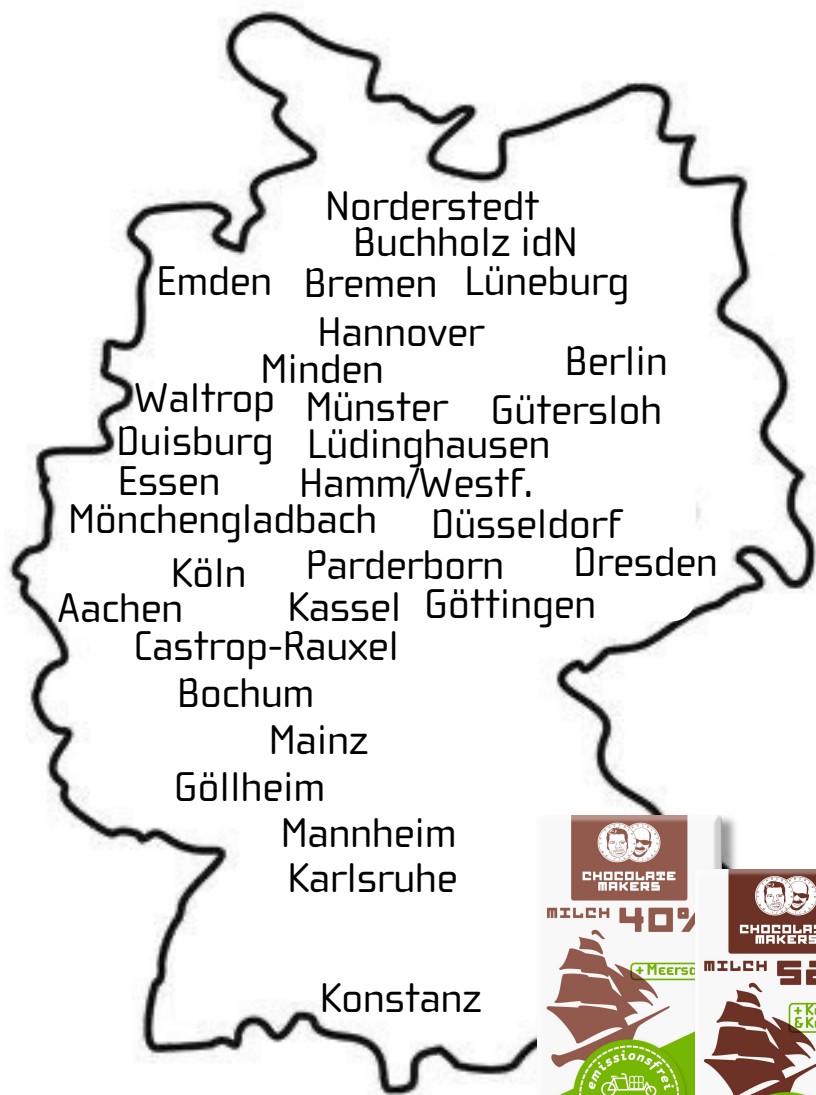 Norderstedt
Buchholz idN
Emden Bremen Lüneburg
Hannover
Minden Berlin
Waltrop Münster Gütersloh
Duisburg Lüdinghausen
Essen Hamm/Westf.
Mönchengladbach Düsseldorf
Köln Parderborn Dresden
Aachen Kassel Göttingen
Castrop-Rauxel
Bochum
Mainz
Göllheim
Mannheim
Karlsruhe
Konstanz
CHOCOLATE
MAKERS
MILCH 40%
+ Meersa
emissionsfrei
MAKERS
MILCH